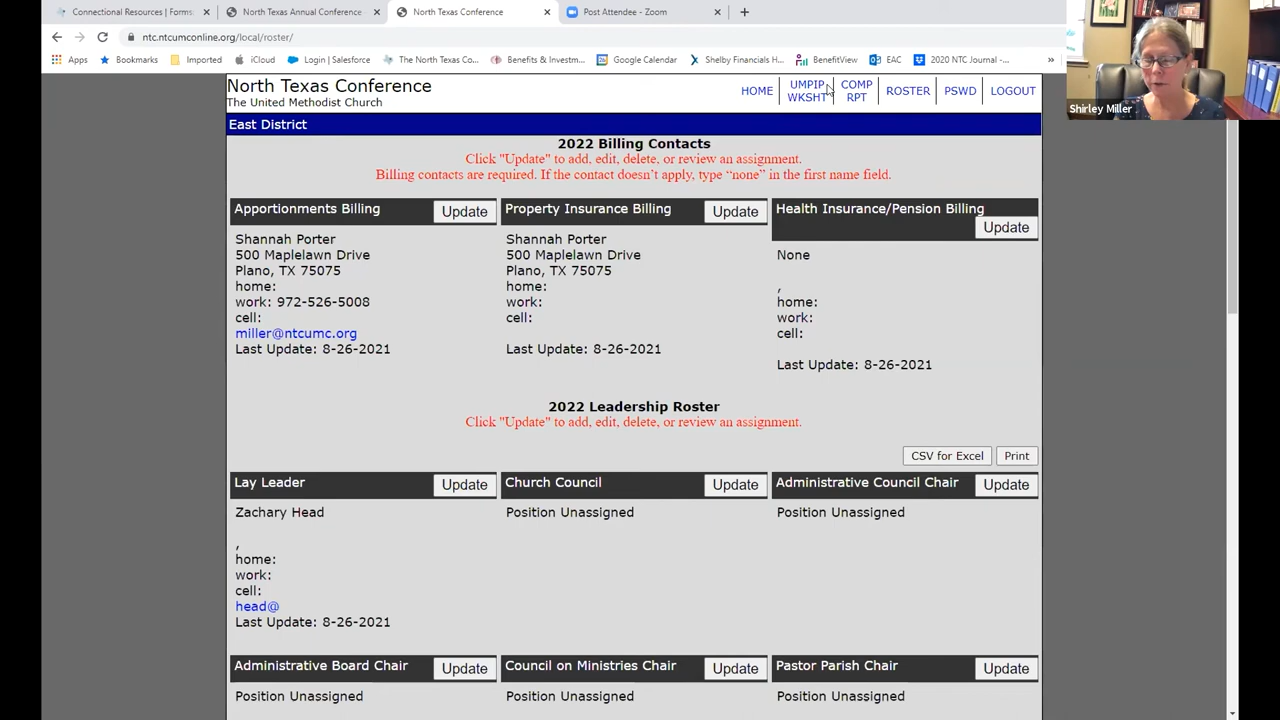 Connectional Resources | Forms
North Texas Annual Conference
North Texas Conference
Post Attendee - Zoom
ntc.ntcumconline.org/local/roster/
Apps
Bookmarks
Imported
iCloud
Login | Salesforce
The North Texas Co...
Benefits & Investme...
Google Calendar
Shelby Financials H...
BenefitView
EAC
2020 NTC Journal -...
»
Shirley Miller
North Texas Conference
The United Methodist Church
HOME
UMPIP WKSHT
COMP RPT
ROSTER
PSWD
LOGOUT
East District
2022 Billing Contacts
Click "Update" to add, edit, delete, or review an assignment.
Billing contacts are required. If the contact doesn’t apply, type “none” in the first name field.
Apportionments Billing
Update
Shannah Porter
500 Maplelawn Drive
Plano, TX 75075
home:
work: 972-526-5008
cell:
miller@ntcumc.org
Last Update: 8-26-2021
Property Insurance Billing
Update
Shannah Porter
500 Maplelawn Drive
Plano, TX 75075
home:
work:
cell:
Last Update: 8-26-2021
Health Insurance/Pension Billing
Update
None
,
home:
work:
cell:
Last Update: 8-26-2021
2022 Leadership Roster
Click "Update" to add, edit, delete, or review an assignment.
CSV for Excel
Print
Lay Leader
Update
Zachary Head
,
home:
work:
cell:
head@
Last Update: 8-26-2021
Church Council
Update
Position Unassigned
Administrative Council Chair
Update
Position Unassigned
Administrative Board Chair
Update
Position Unassigned
Council on Ministries Chair
Update
Position Unassigned
Pastor Parish Chair
Update
Position Unassigned